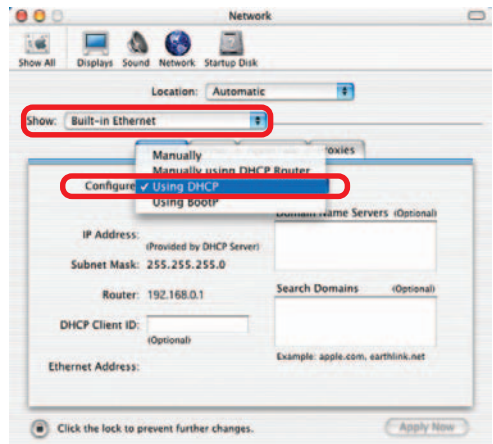 Network
Show All Displays Sound Network Startup Disk
Location: Automatic
Show: Built-in Ethernet
Manually
Manually using DHCP Router
Configure ✓ Using DHCP
Using BootP
oxies
Domain Name Servers (Optional)
IP Address:
(Provided by DHCP Server)
Subnet Mask: 255.255.255.0
Router: 192.168.0.1
Search Domains (Optional)
DHCP Client ID:
(Optional)
Example: apple.com, earthlink.net
Ethernet Address:
Click the lock to prevent further changes.
Apply Now